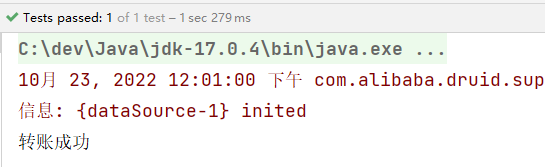 Tests passed: 1 of 1 test – 1 sec 279 ms
C:\dev\Java\jdk-17.0.4\bin\java.exe ...
10月 23, 2022 12:01:00 下午 com.alibaba.druid.sup
信息: {dataSource-1} inited
转账成功